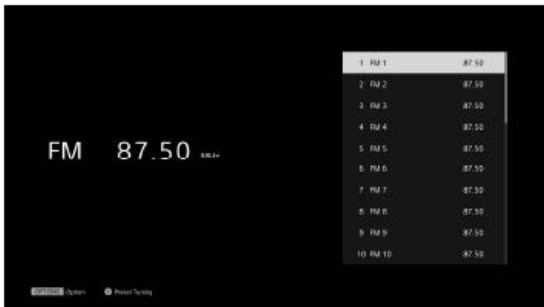 FM 87.50
1 FM 1 87.50
2 FM 2 87.50
3 FM 3 87.50
4 FM 4 87.50
5 FM 5 87.50
6 FM 6 87.50
7 FM 7 87.50
8 FM 8 87.50
9 FM 9 87.50
10 FM 10 87.50
OPTIONS Option Preset Tuning